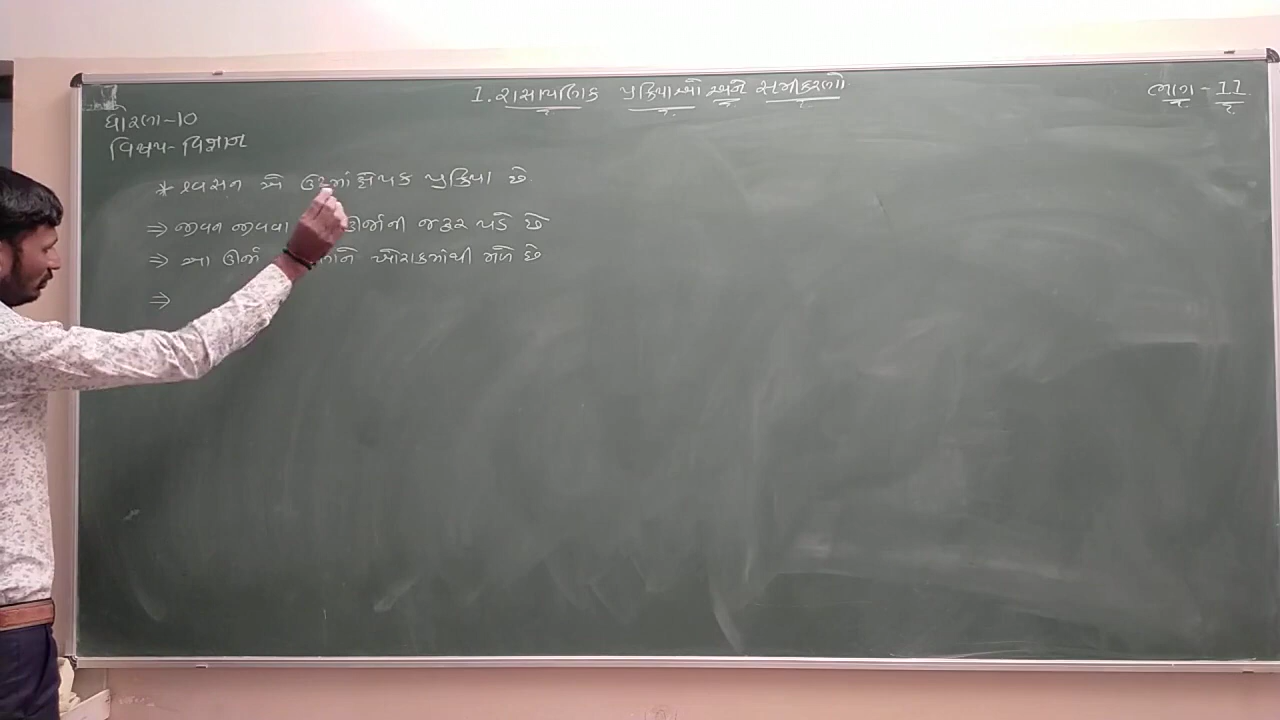 1. રાસાયણિક પ્રક્રિયાઓ અને સમીકરણો
ભાગ - 11
ધોરણ-10
વિષય- વિજ્ઞાન
* શ્વસન એ ઉષ્માક્ષેપક પ્રક્રિયા છે.
⇒ જીવન જીવવા ઊર્જાની જરૂર પડે છે
⇒ આ ઊર્જા ઓરાકમાંથી મળે છે
⇒